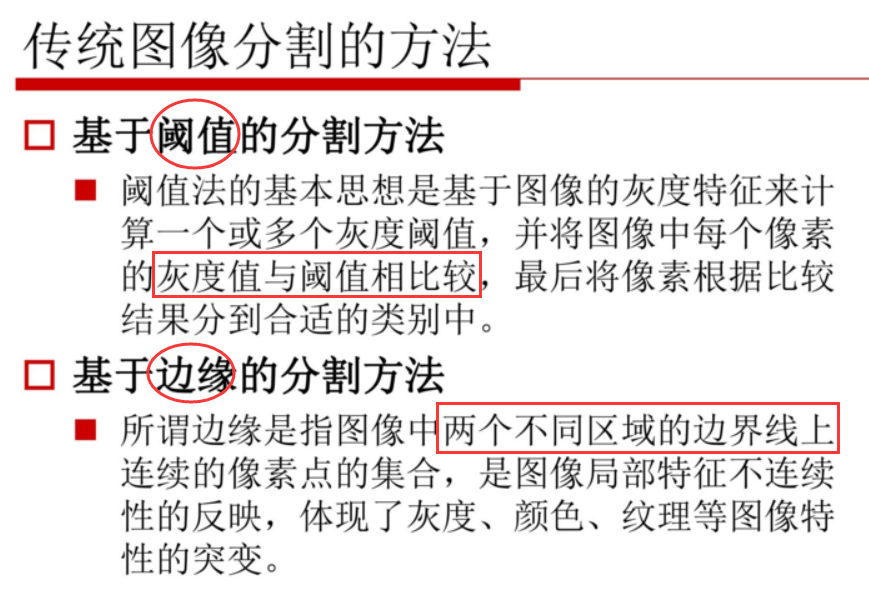 传统图像分割的方法
基于阈值的分割方法
阈值法的基本思想是基于图像的灰度特征来计
算一个或多个灰度阈值，并将图像中每个像素
的灰度值与阈值相比较，最后将像素根据比较
结果分到合适的类别中。
基于边缘的分割方法
所谓边缘是指图像中两个不同区域的边界线上
连续的像素点的集合，是图像局部特征不连续
性的反映，体现了灰度、颜色、纹理等图像特
性的突变。